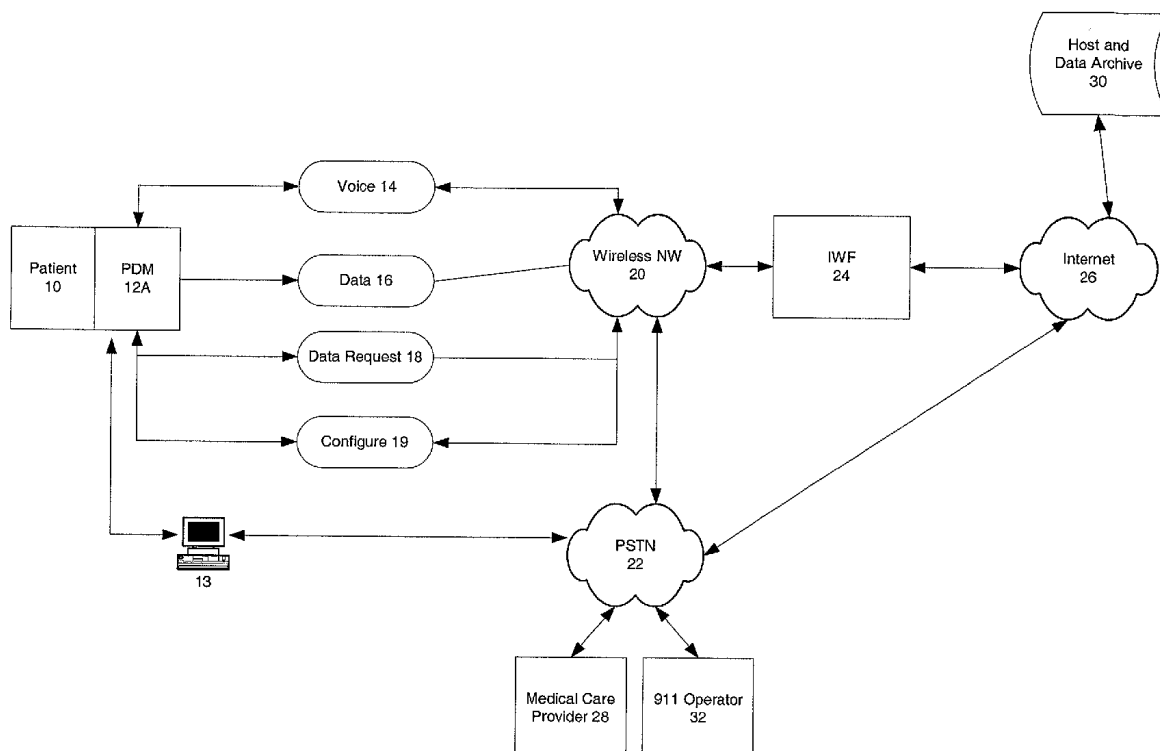 Host and
Data Archive
30
Voice 14
Patient
10
PDM
12A
Data 16
Wireless NW
20
IWF
24
Internet
26
Data Request 18
Configure 19
13
PSTN
22
Medical Care
Provider 28
911 Operator
32